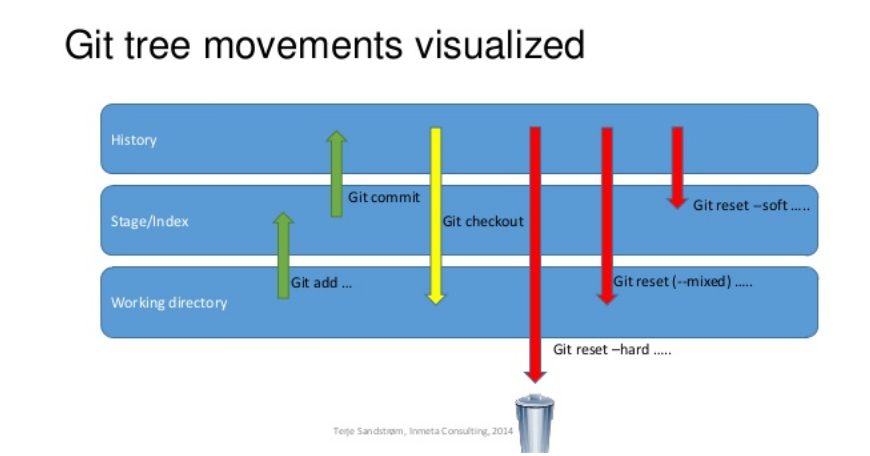 Git tree movements visualized
History
Git commit
Git reset –soft …..
Stage/Index
Git checkout
Git add …
Git reset (--mixed) …..
Working directory
Git reset –hard …..
Terje Sandstrøm, Inmeta Consulting, 2014